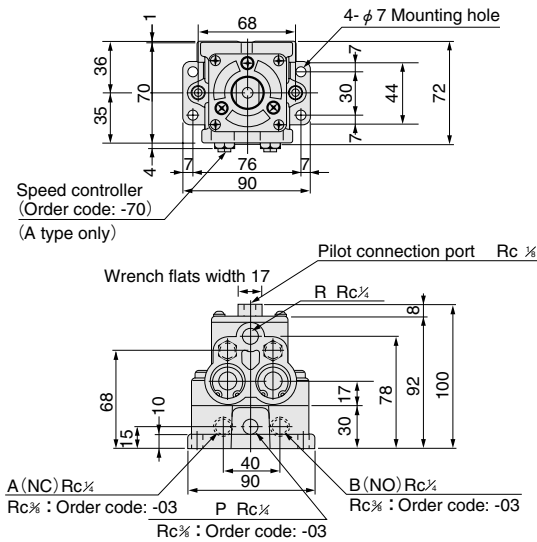 1
68
4- φ 7 Mounting hole
36
70
35
4
7
30
44
72
7
7
76
7
90
Speed controller
(Order code: -70)
(A type only)
Pilot connection port Rc ⅛
Wrench flats width 17
R Rc¼
8
68
10
15
17
30
78
92
100
40
90
A(NC)Rc¼
Rc⅜：Order code: -03
P Rc¼
Rc⅜：Order code: -03
B(NO)Rc¼
Rc⅜：Order code: -03